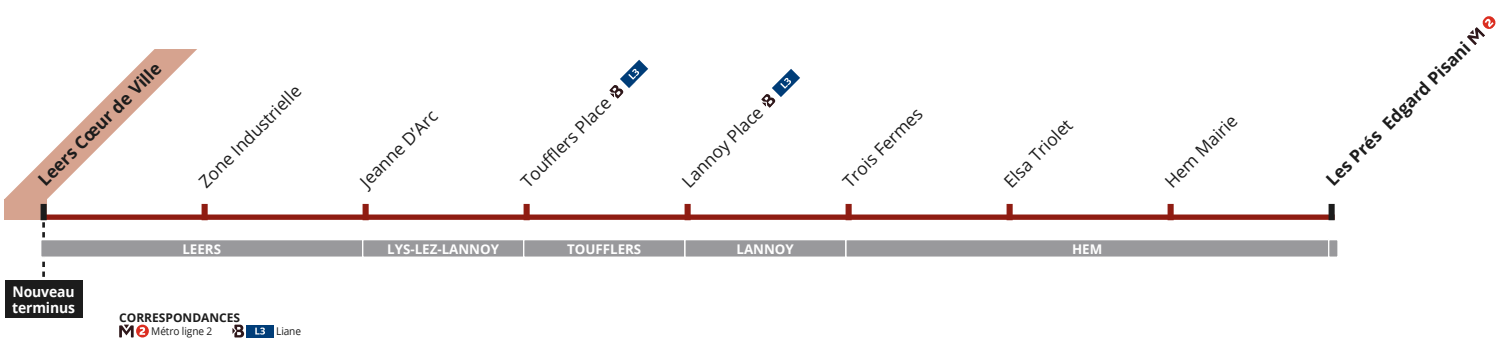 Leers Cœur de Ville
Zone Industrielle
Jeanne D'Arc
Toufflers Place B L3
Lannoy Place B L3
Trois Fermes
Elsa Triolet
Hem Mairie
Les Prés Edgard Pisani M 2
LEERS
LYS-LEZ-LANNOY
TOUFFLERS
LANNOY
HEM
Nouveau
terminus
CORRESPONDANCES
M 2 Métro ligne 2 B L3 Liane